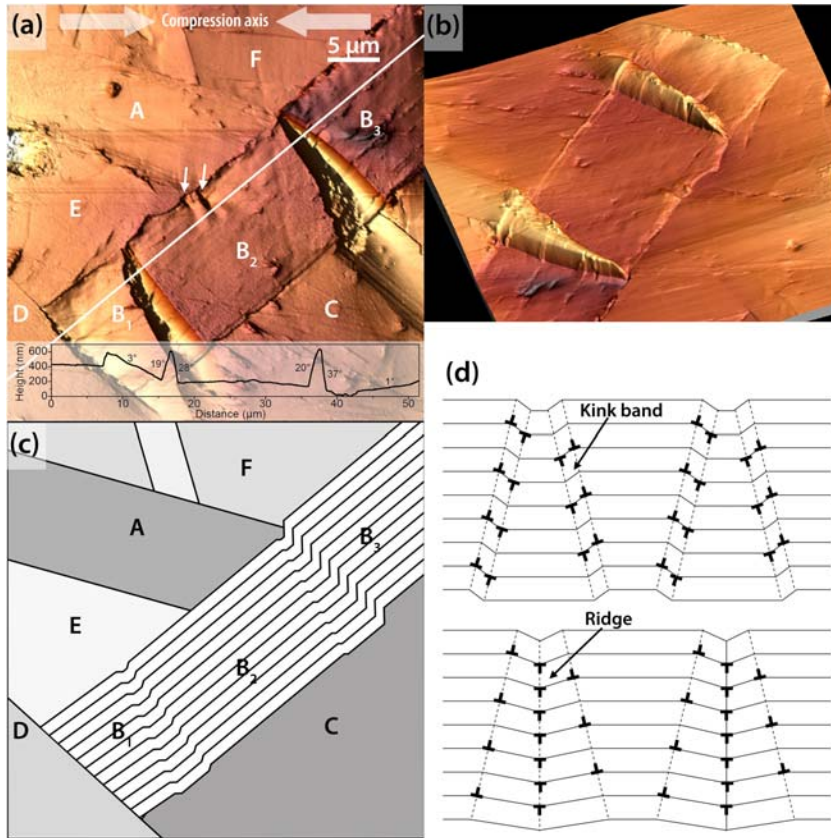 (a)
Compression axis
5 µm
F
A
B3
E
B2
D
B1
C
Height (nm)
600
400
200
0
3°
19°
28°
20°
37°
1°
0
10
20
30
40
50
Distance (µm)
(b)
(c)
F
A
B3
E
B2
B1
D
C
(d)
Kink band
Ridge